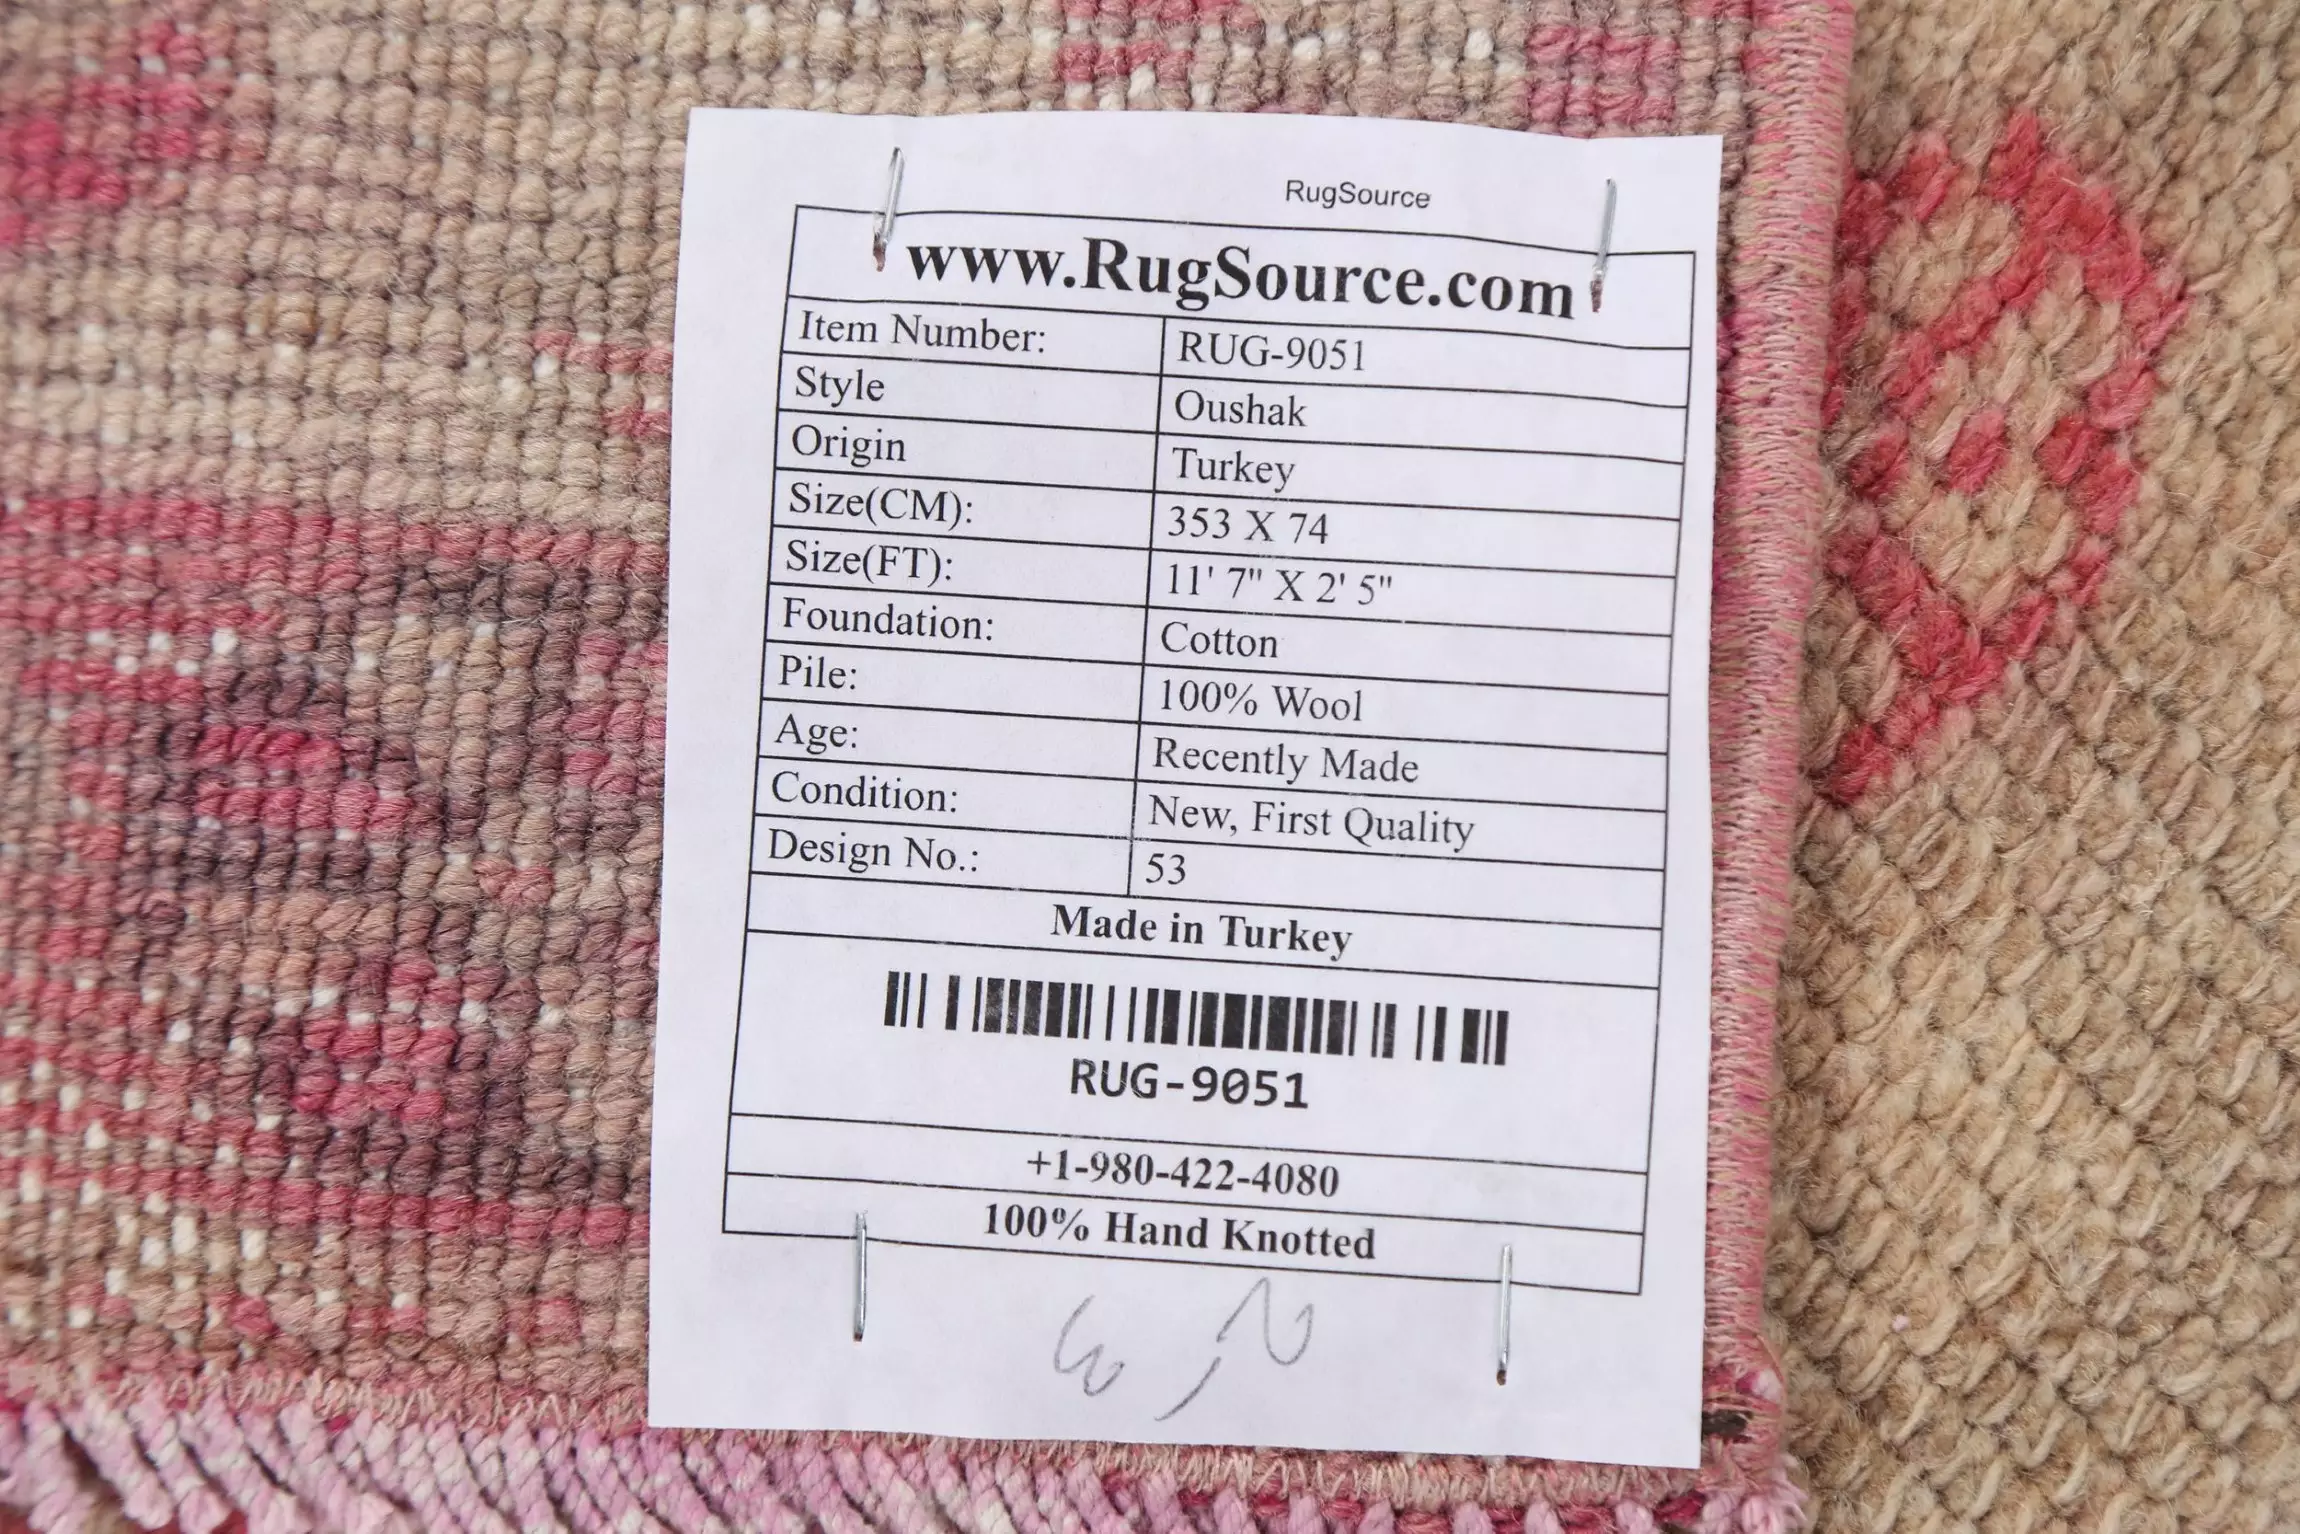 RugSource
www.RugSource.com
Item Number: RUG-9051
Style Oushak
Origin Turkey
Size(CM): 353 X 74
Size(FT): 11' 7" X 2' 5"
Foundation: Cotton
Pile: 100% Wool
Age: Recently Made
Condition: New, First Quality
Design No.: 53
Made in Turkey
RUG-9051
+1-980-422-4080
100% Hand Knotted